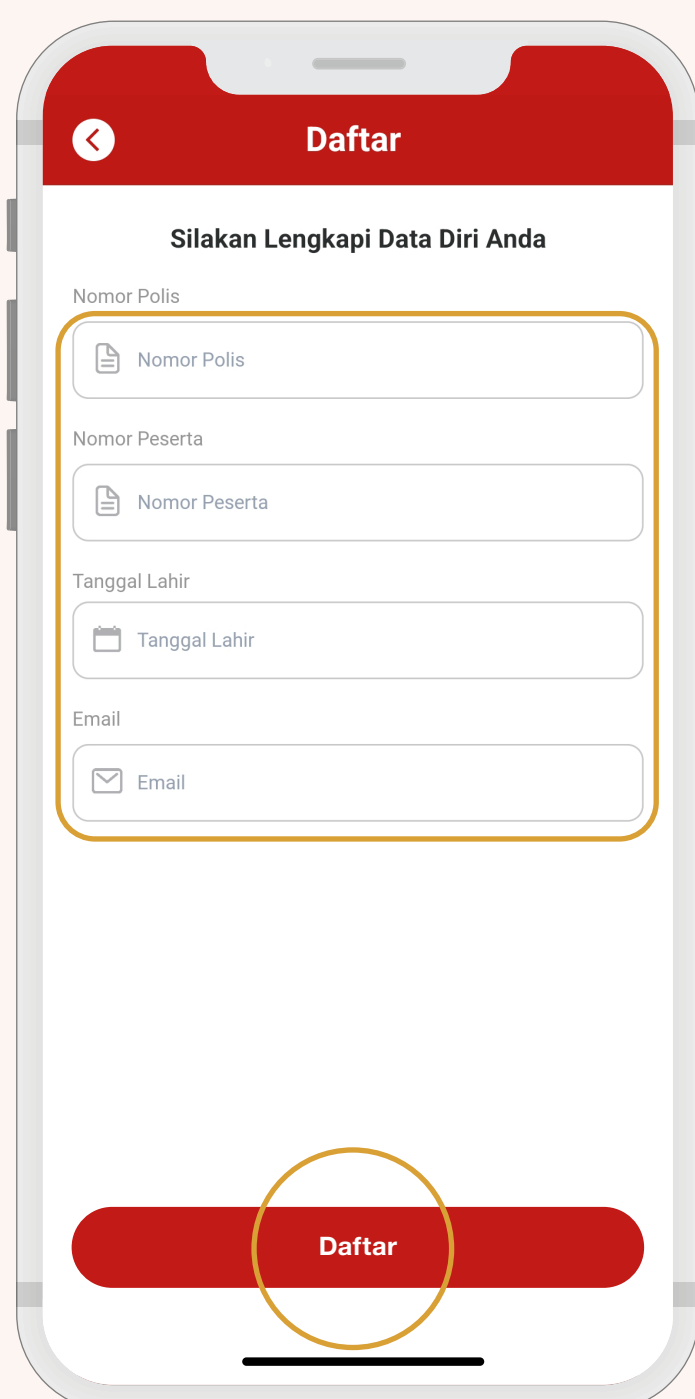 Daftar
Silakan Lengkapi Data Diri Anda
Nomor Polis
Nomor Polis
Nomor Peserta
Nomor Peserta
Tanggal Lahir
Tanggal Lahir
Email
Email
Daftar